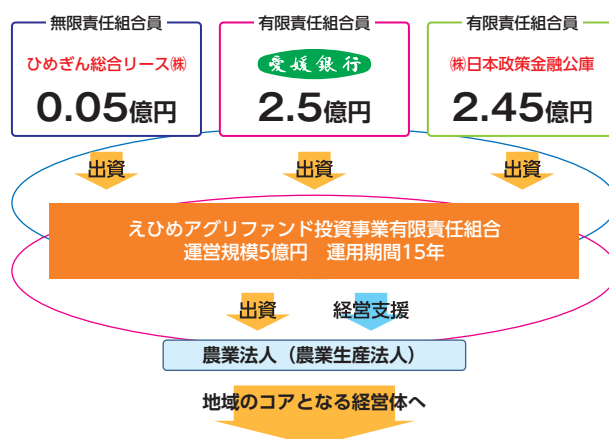 無限責任組合員
ひめぎん総合リース㈱
0.05億円
有限責任組合員
愛媛銀行
2.5億円
有限責任組合員
㈱日本政策金融公庫
2.45億円
出資
出資
出資
えひめアグリファンド投資事業有限責任組合
運営規模5億円　運用期間15年
出資
経営支援
農業法人（農業生産法人）
地域のコアとなる経営体へ